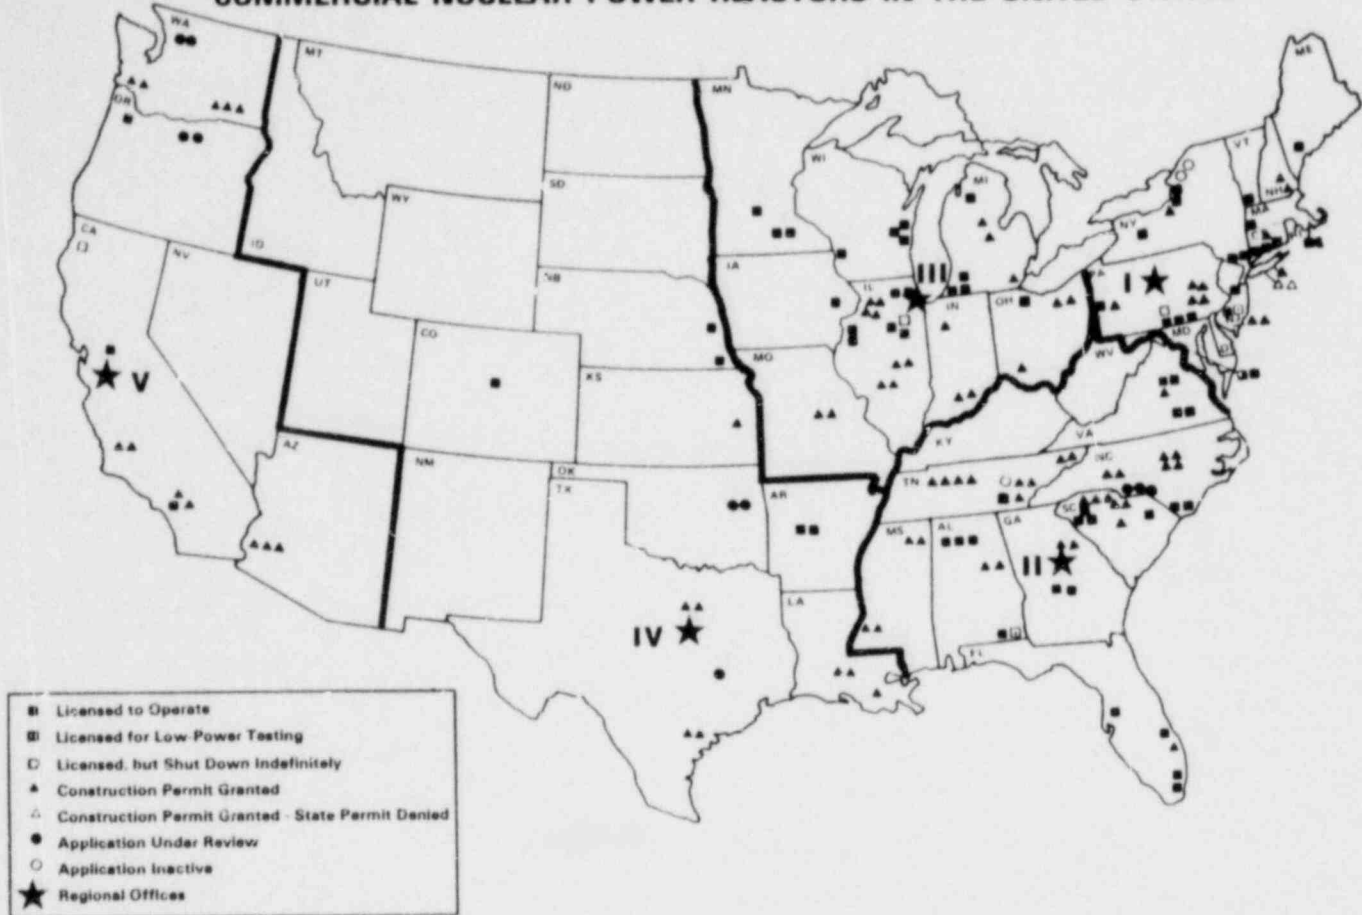 COMMERCIAL NUCLEAR POWER REACTORS IN THE UNITED STATES
WA
MT
ND
MN
ME
OR
VT
WI
MI
SD
NH
WY
NY
MA
CA
ID
NV
IA
III
UT
NB
IL
I
IN
OH
PA
CO
MD
MO
WV
V
KS
KY
VA
AZ
NM
OK
TN
NC
TX
AR
SC
MS
AL
GA
II
LA
IV
FL
Licensed to Operate
Licensed for Low-Power Testing
Licensed, but Shut Down Indefinitely
Construction Permit Granted
Construction Permit Granted - State Permit Denied
Application Under Review
Application Inactive
Regional Offices